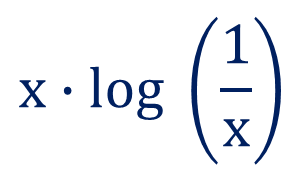 x · log (1/x)